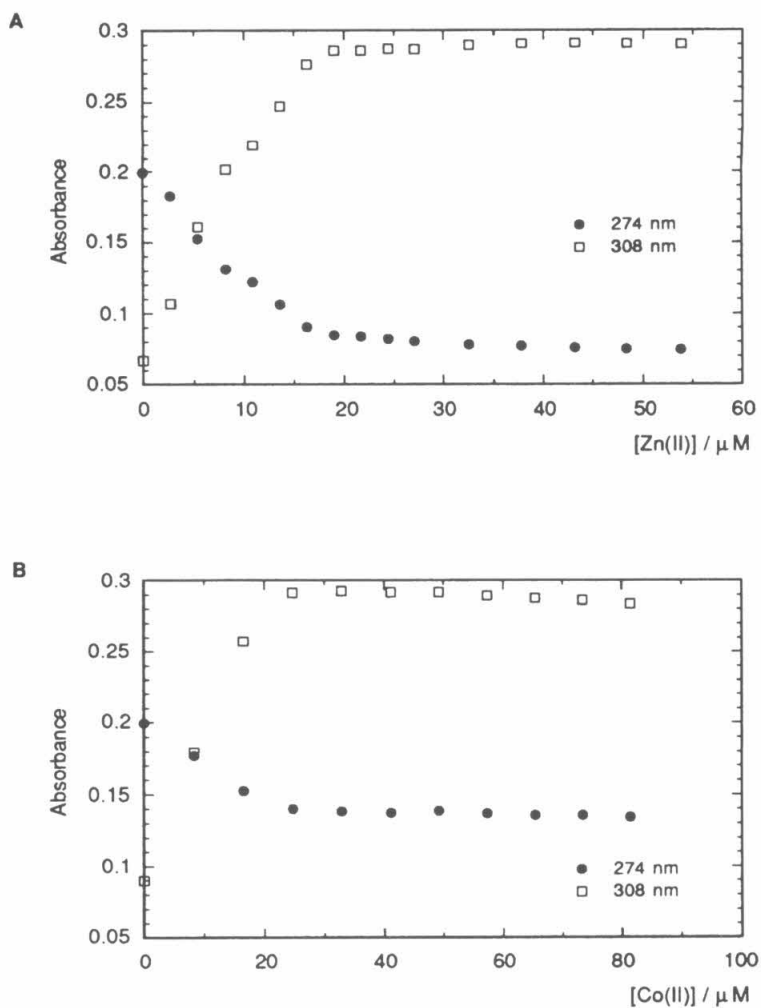 A
0.3
0.25
0.2
0.15
0.1
0.05
Absorbance
● 274 nm
□ 308 nm
0 10 20 30 40 50 60
[Zn(II)] / μM
B
0.3
0.25
0.2
0.15
0.1
0.05
Absorbance
● 274 nm
□ 308 nm
0 20 40 60 80 100
[Co(II)] / μM